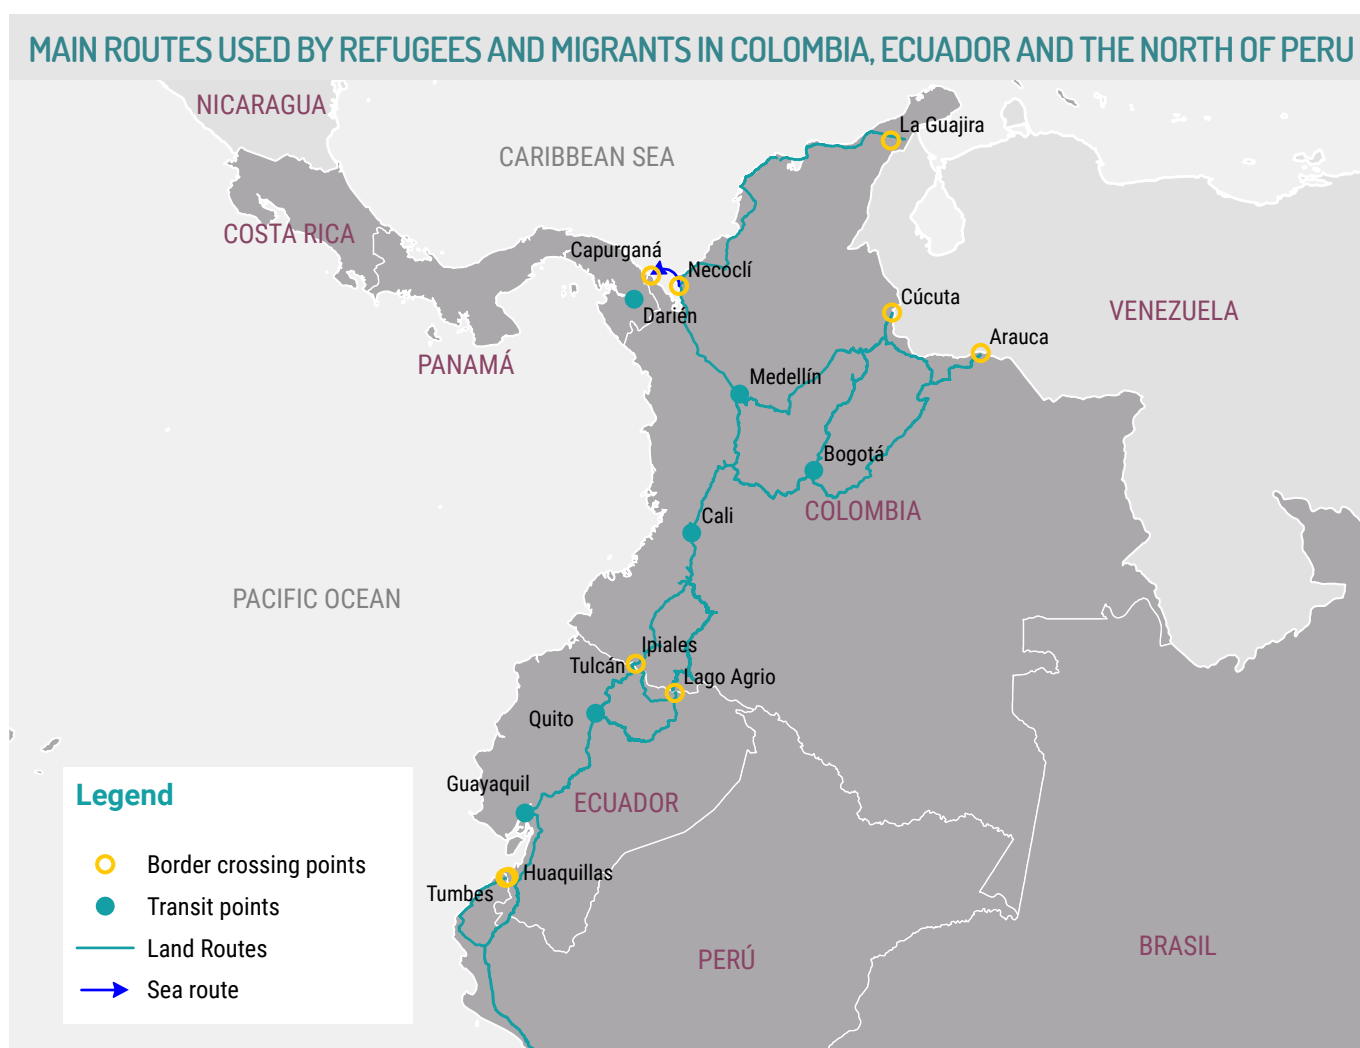 MAIN ROUTES USED BY REFUGEES AND MIGRANTS IN COLOMBIA, ECUADOR AND THE NORTH OF PERU
NICARAGUA
La Guajira
CARIBBEAN SEA
COSTA RICA
Capurganá
Necoclí
Cúcuta
VENEZUELA
Darién
Arauca
PANAMÁ
Medellín
Bogotá
COLOMBIA
Cali
PACIFIC OCEAN
Ipiales
Tulcán
Lago Agrio
Quito
Guayaquil
ECUADOR
Huaquillas
Tumbes
PERÚ
BRASIL
Legend
Border crossing points
Transit points
Land Routes
Sea route